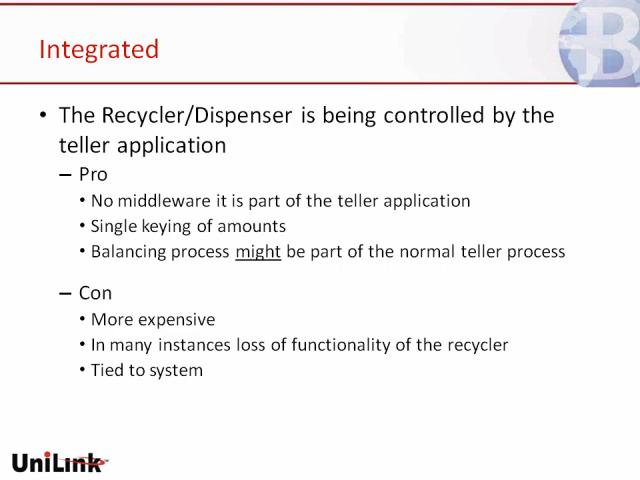 Integrated
• The Recycler/Dispenser is being controlled by the
teller application
– Pro
• No middleware it is part of the teller application
• Single keying of amounts
• Balancing process might be part of the normal teller process
– Con
• More expensive
• In many instances loss of functionality of the recycler
• Tied to system
UniLink
B